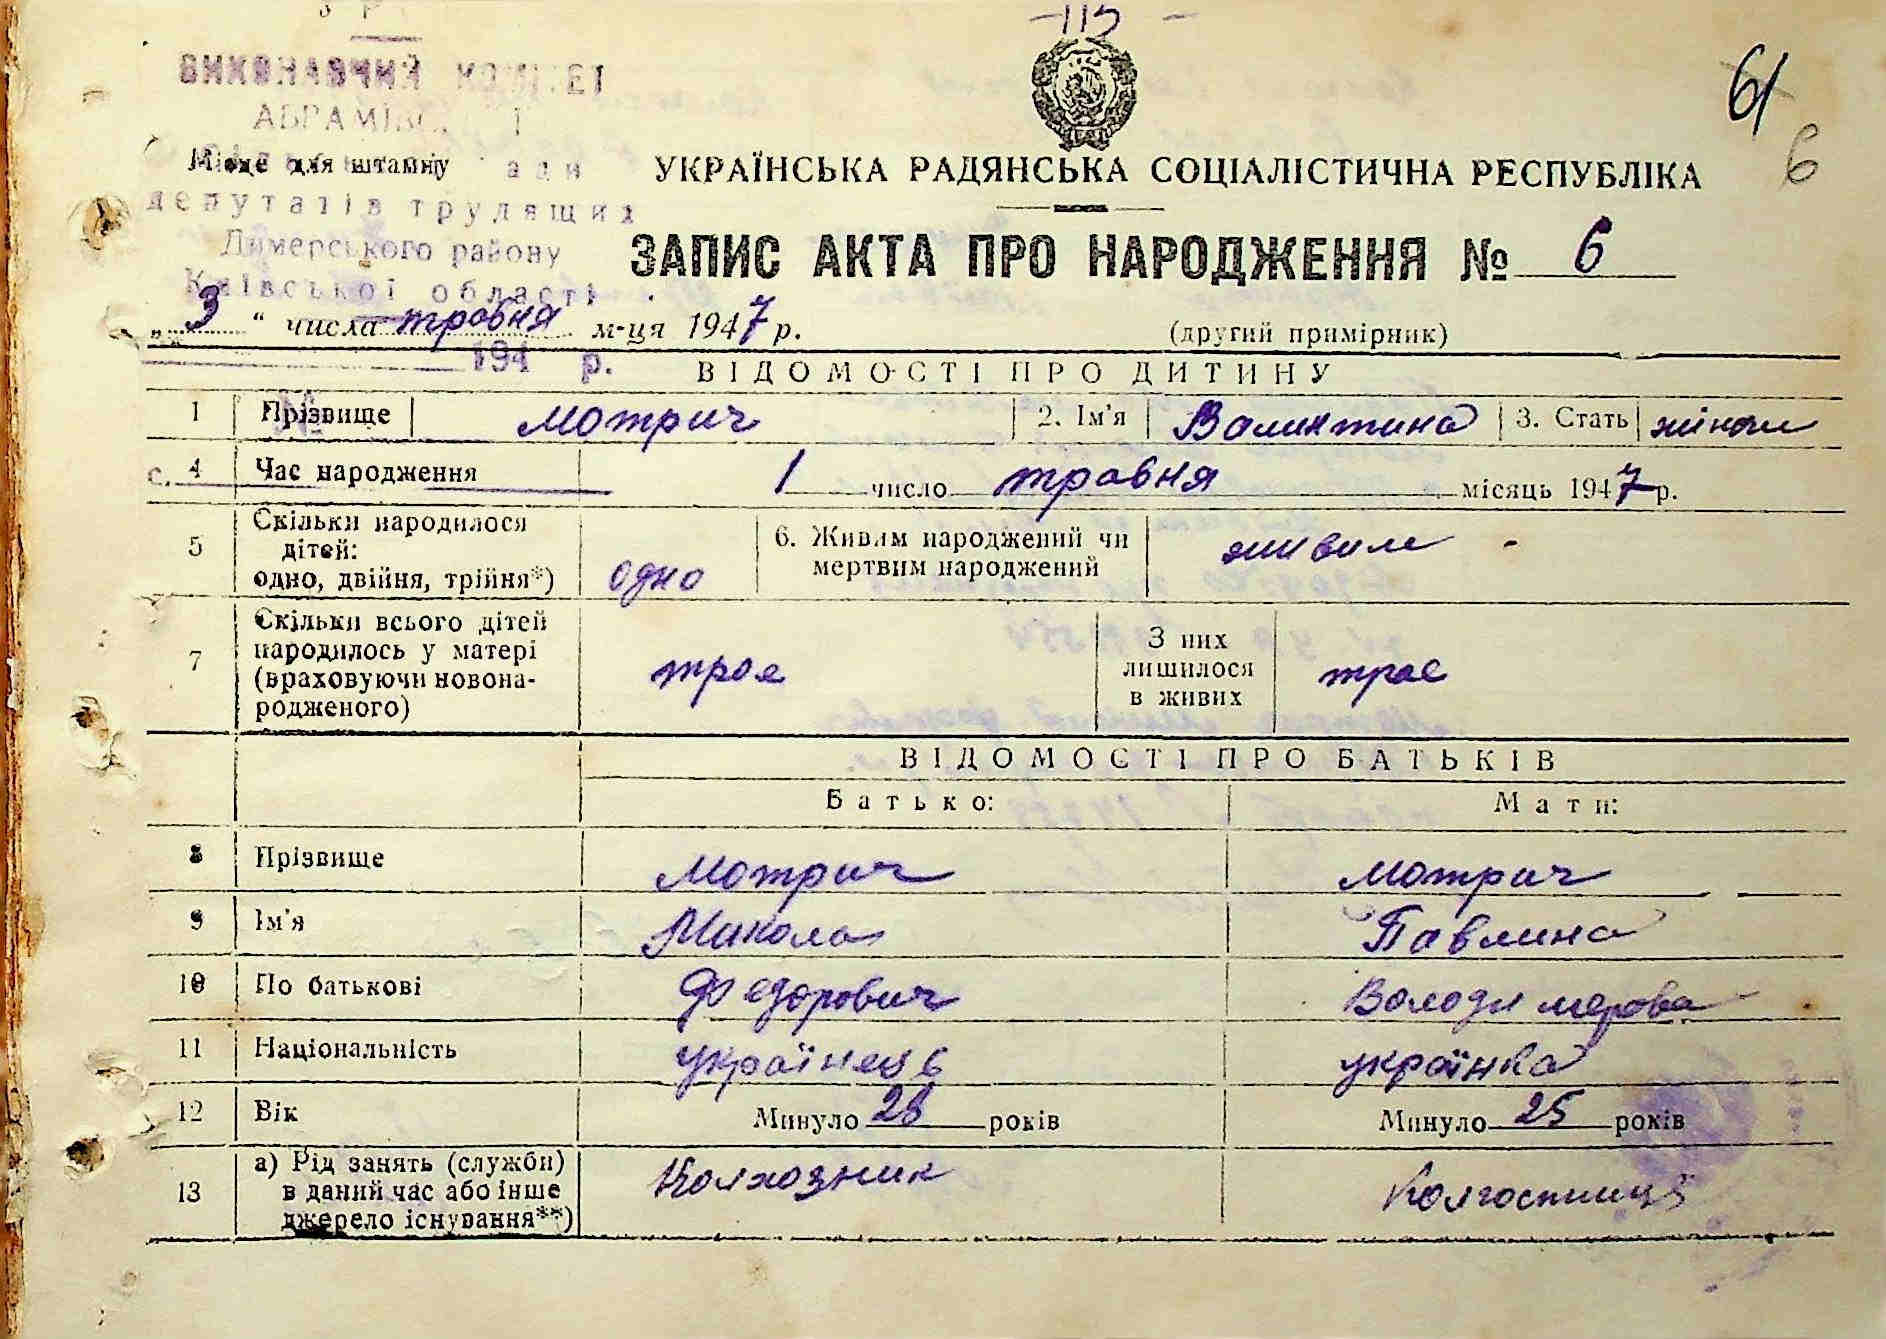 -113-
61
6
ВИКОНАВЧИЙ КОМІТЕТ
АБРАМІВС
Місце для штампу
депутатів трудящих
Димерського району
Київської області
194 р.
УКРАЇНСЬКА РАДЯНСЬКА СОЦІАЛІСТИЧНА РЕСПУБЛІКА
ЗАПИС АКТА ПРО НАРОДЖЕННЯ № 6
„3“ числа травня м-ця 1947 р.
(другий примірник)
ВІДОМОСТІ ПРО ДИТИНУ
1 Прізвище Мотрич 2. Ім'я Валентина 3. Стать жіноч
4 Час народження 1 число травня місяць 1947 р.
5 Скільки народилося
дітей:
одно, двійня, трійня*) одно
6. Живим народжений чи
мертвим народжений живим
7 Скільки всього дітей
народилось у матері
(враховуючи новона-
родженого) троє
З них
лишилося
в живих троє
ВІДОМОСТІ ПРО БАТЬКІВ
Батько: Мати:
8 Прізвище Мотрич Мотрич
9 Ім'я Микола Павлина
10 По батькові Федорович Володимирова
11 Національність українець українка
12 Вік Минуло 28 років Минуло 25 років
13 а) Рід занять (служби)
в даний час або інше
джерело існування**) Колхозник Колгоспниця